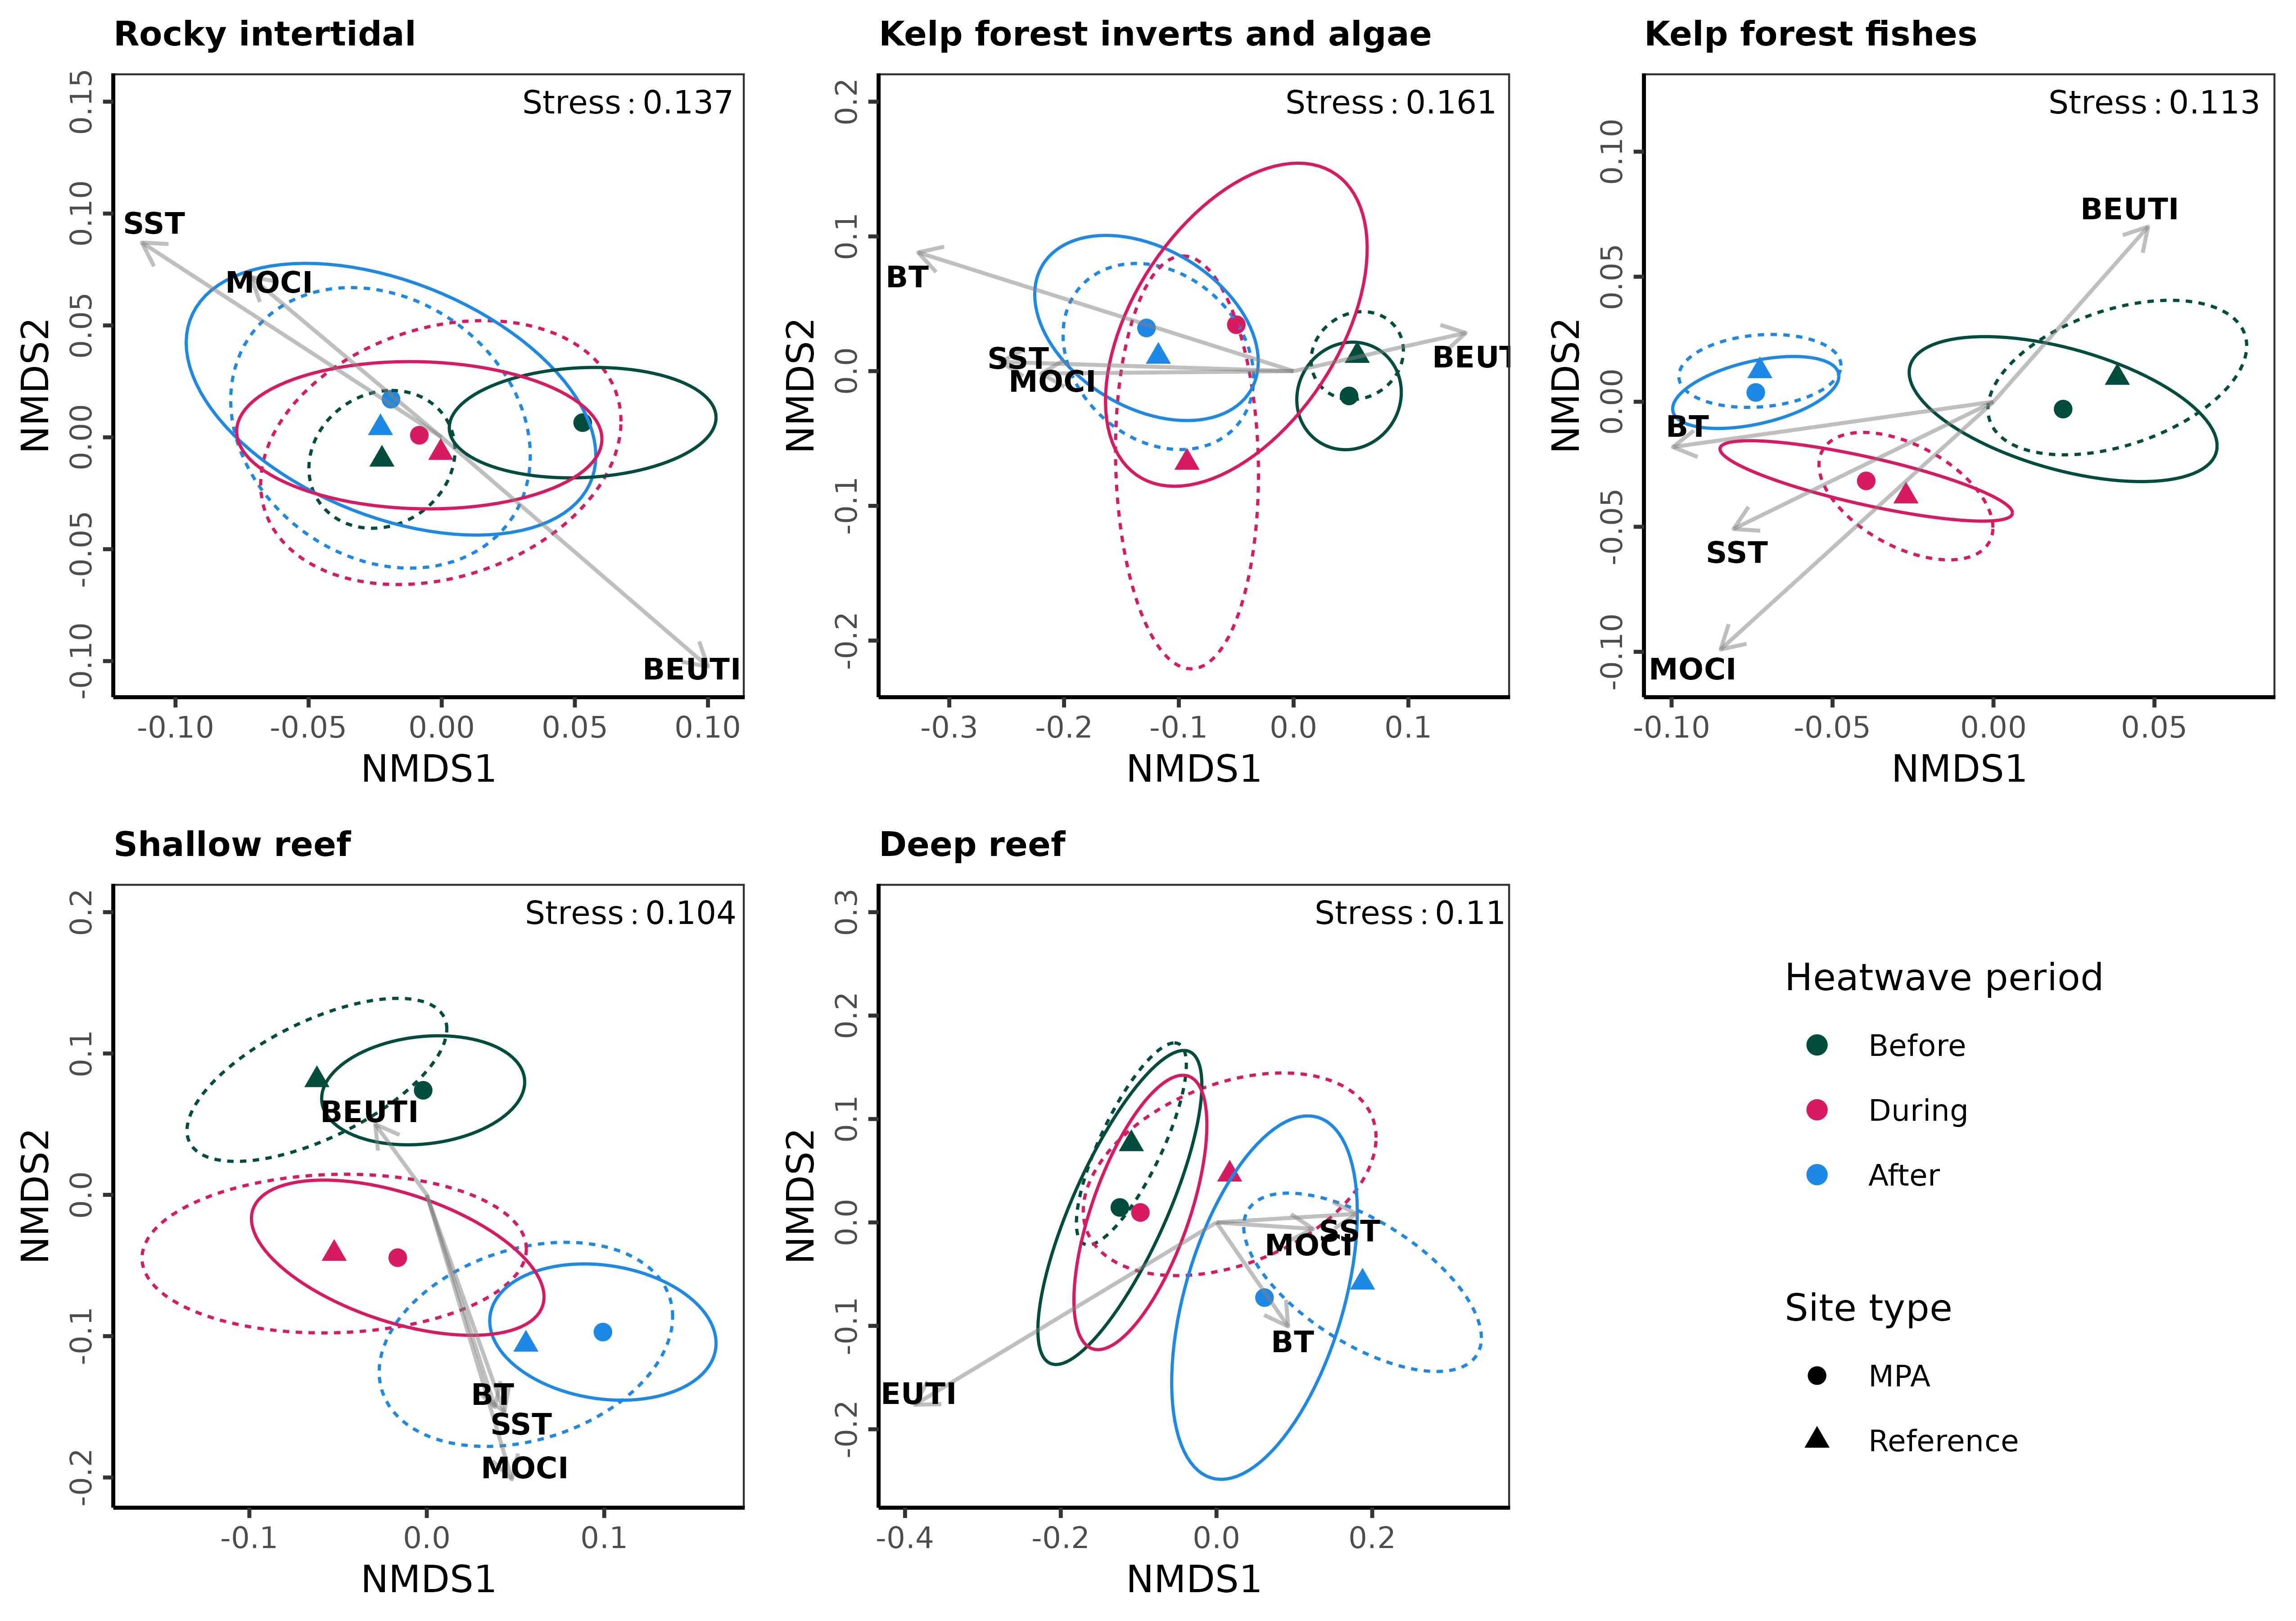 Rocky intertidal
Stress : 0.137
SST
MOCI
BEUTI
NMDS2
0.15
0.10
0.05
0.00
-0.05
-0.10
-0.10 -0.05 0.00 0.05 0.10
NMDS1
Kelp forest inverts and algae
Stress : 0.161
BT
SST
MOCI
BEUT
NMDS2
0.2
0.1
0.0
-0.1
-0.2
-0.3 -0.2 -0.1 0.0 0.1
NMDS1
Kelp forest fishes
Stress : 0.113
BEUTI
BT
SST
MOCI
NMDS2
0.10
0.05
0.00
-0.05
-0.10
-0.10 -0.05 0.00 0.05
NMDS1
Shallow reef
Stress : 0.104
BEUTI
BT
SST
MOCI
NMDS2
0.2
0.1
0.0
-0.1
-0.2
-0.1 0.0 0.1
NMDS1
Deep reef
Stress : 0.11
SST
MOCI
BT
EUTI
NMDS2
0.3
0.2
0.1
0.0
-0.1
-0.2
-0.4 -0.2 0.0 0.2
NMDS1
Heatwave period
Before
During
After
Site type
MPA
Reference